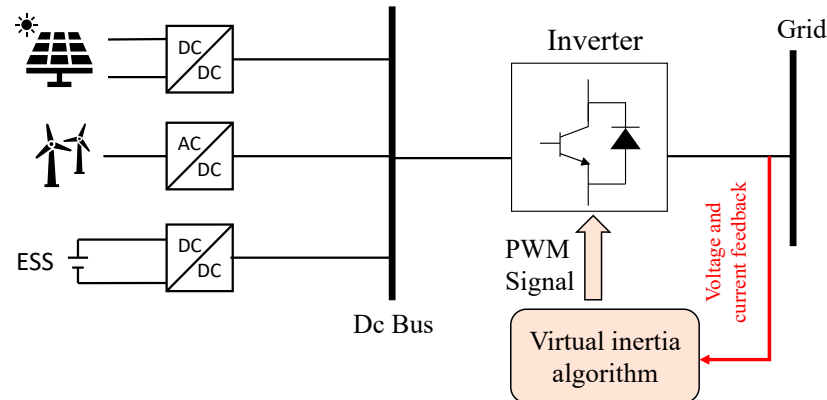 Grid
Inverter
DC
DC
AC
DC
ESS
DC
DC
Dc Bus
PWM
Signal
Voltage and
current feedback
Virtual inertia
algorithm